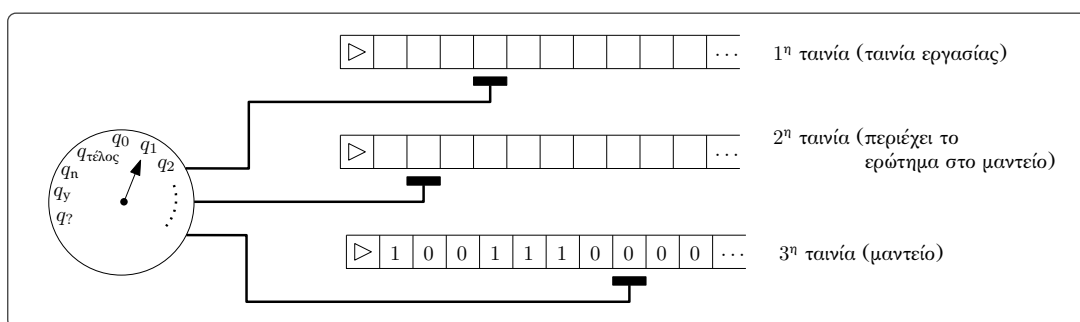 ▷ ... 1η ταινία (ταινία εργασίας)
q0 q1 q2 ...... q? qy qn qτέλος
▷ ... 2η ταινία (περιέχει το
ερώτημα στο μαντείο)
▷ 1 0 0 1 1 1 0 0 0 0 ... 3η ταινία (μαντείο)